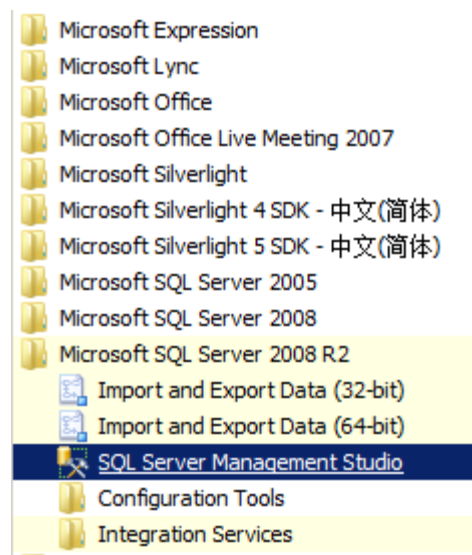 Microsoft Expression
Microsoft Lync
Microsoft Office
Microsoft Office Live Meeting 2007
Microsoft Silverlight
Microsoft Silverlight 4 SDK - 中文(简体)
Microsoft Silverlight 5 SDK - 中文(简体)
Microsoft SQL Server 2005
Microsoft SQL Server 2008
Microsoft SQL Server 2008 R2
Import and Export Data (32-bit)
Import and Export Data (64-bit)
SQL Server Management Studio
Configuration Tools
Integration Services